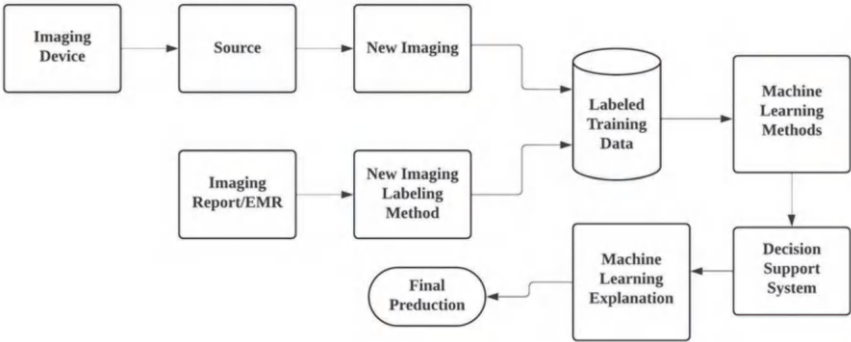 Imaging
Device
Source
New Imaging
Labeled
Training
Data
Machine
Learning
Methods
Imaging
Report/EMR
New Imaging
Labeling
Method
Decision
Support
System
Machine
Learning
Explanation
Final
Preduction